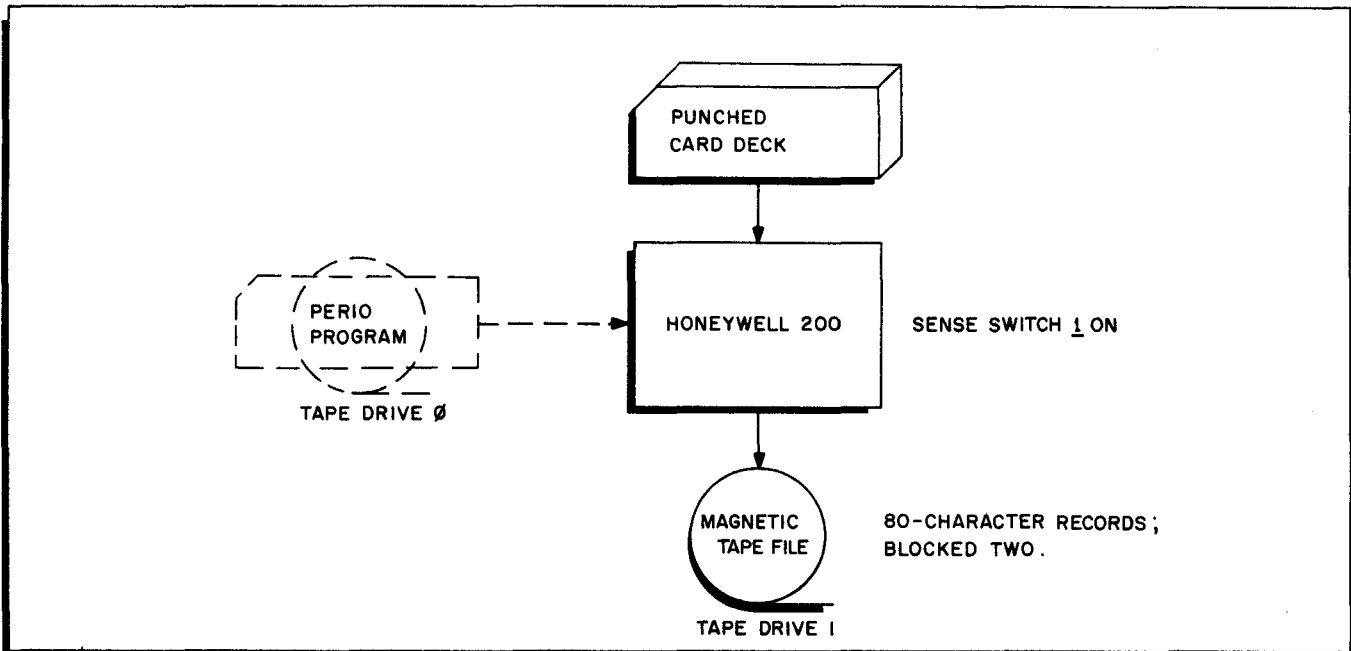 PUNCHED
CARD DECK
PERIO
PROGRAM
TAPE DRIVE Ø
HONEYWELL 200
SENSE SWITCH 1 ON
MAGNETIC
TAPE FILE
80-CHARACTER RECORDS;
BLOCKED TWO.
TAPE DRIVE 1